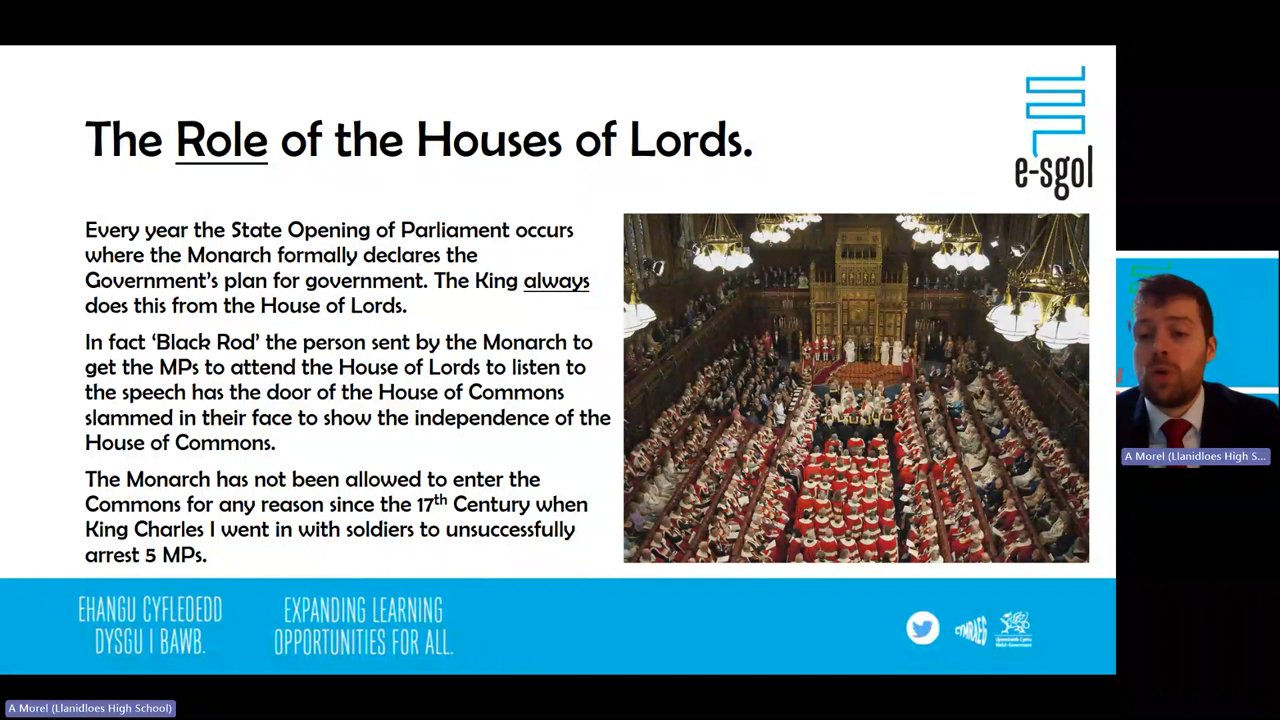 The Role of the Houses of Lords.
e-sgol
Every year the State Opening of Parliament occurs
where the Monarch formally declares the
Government's plan for government. The King always
does this from the House of Lords.
In fact 'Black Rod' the person sent by the Monarch to
get the MPs to attend the House of Lords to listen to
the speech has the door of the House of Commons
slammed in their face to show the independence of the
House of Commons.
The Monarch has not been allowed to enter the
Commons for any reason since the 17th Century when
King Charles I went in with soldiers to unsuccessfully
arrest 5 MPs.
A Morel (Llanidloes High S...
EHANGU CYFLEOEDD
DYSGU I BAWB.
EXPANDING LEARNING
OPPORTUNITIES FOR ALL.
CYMRAEG
Llywodraeth Cymru
Welsh Government
A Morel (Llanidloes High School)